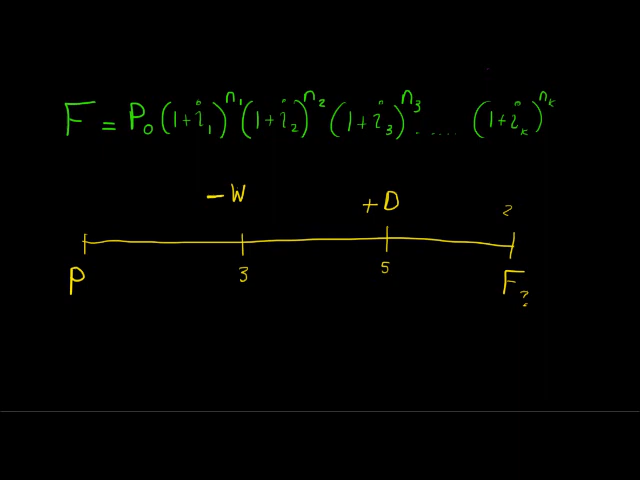 F = P₀ (1+i₁)^n₁ (1+i₂)^n₂ (1+i₃)^n₃ ...... (1+iₖ)^nₖ
-W +D
3 5
P F?